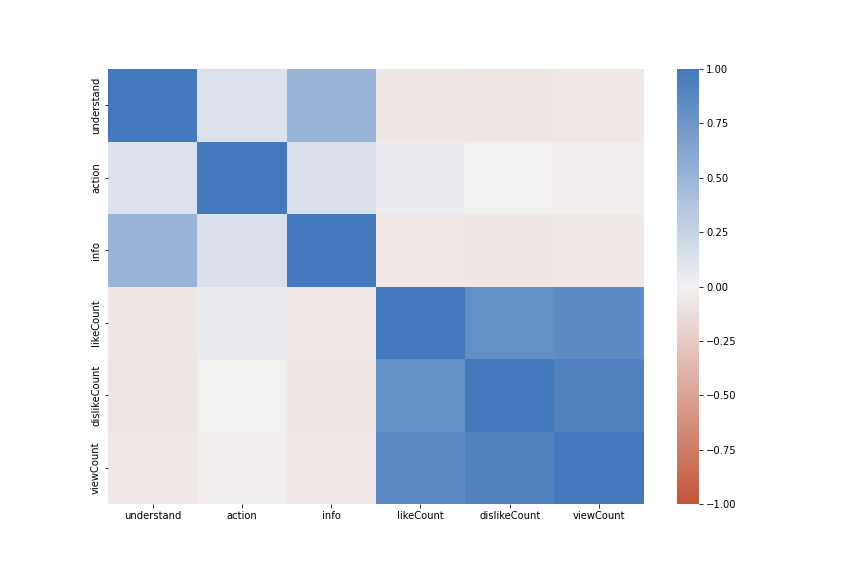 understand
action
info
likeCount
dislikeCount
viewCount
understand
action
info
likeCount
dislikeCount
viewCount
1.00
0.75
0.50
0.25
0.00
−0.25
−0.50
−0.75
−1.00